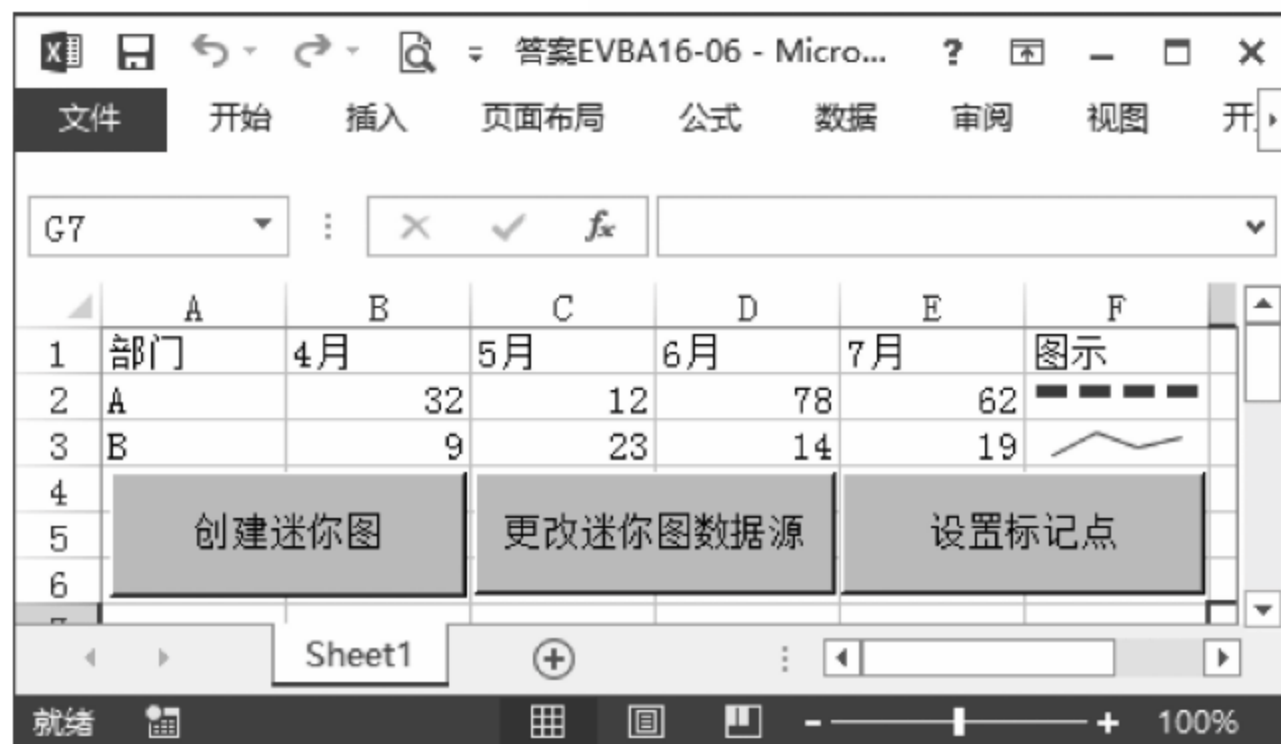 答案EVBA16-06 - Micro... ?
文件 开始 插入 页面布局 公式 数据 审阅 视图 开
G7 fx
A B C D E F
1 部门 4月 5月 6月 7月 图示
2 A 32 12 78 62
3 B 9 23 14 19
4
5 创建迷你图 更改迷你图数据源 设置标记点
6
Sheet1
就绪 100%